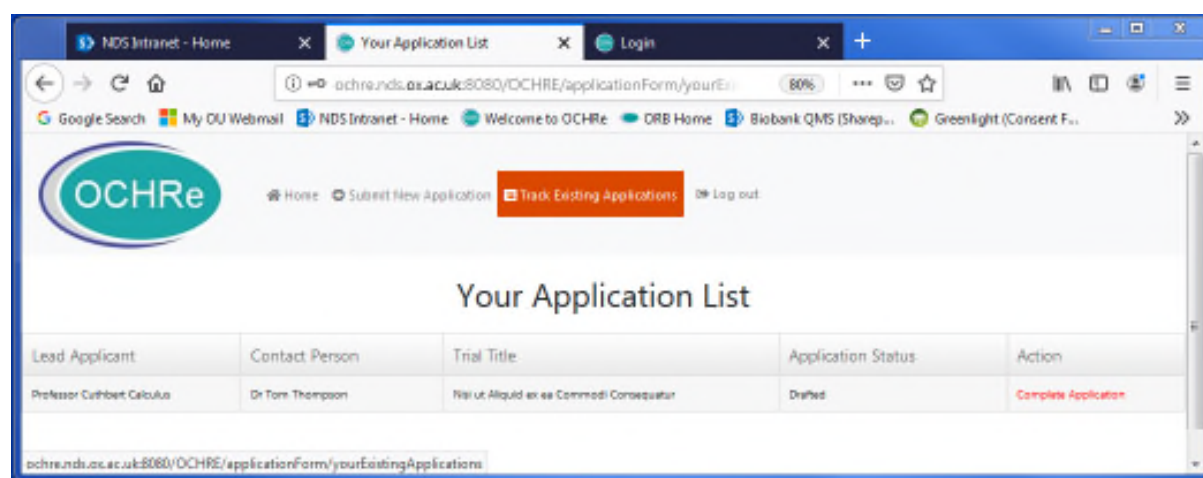 NDS Intranet - Home Your Application List Login
ochre.nds.ox.ac.uk:8080/OCHRE/applicationForm/yourExi 80%
Google Search My OU Webmail NDS Intranet - Home Welcome to OCHRe ORB Home Biobank QMS (Sharep... Greenlight (Consent F...
OCHRe Home Submit New Application Track Existing Applications Log out
Your Application List
Lead Applicant Contact Person Trial Title Application Status Action
Professor Cuthbert Calculus Dr Tom Thompson Nisi ut Aliquid ex ea Commodi Consequatur Drafted Complete Application
ochre.nds.ox.ac.uk:8080/OCHRE/applicationForm/yourExistingApplications